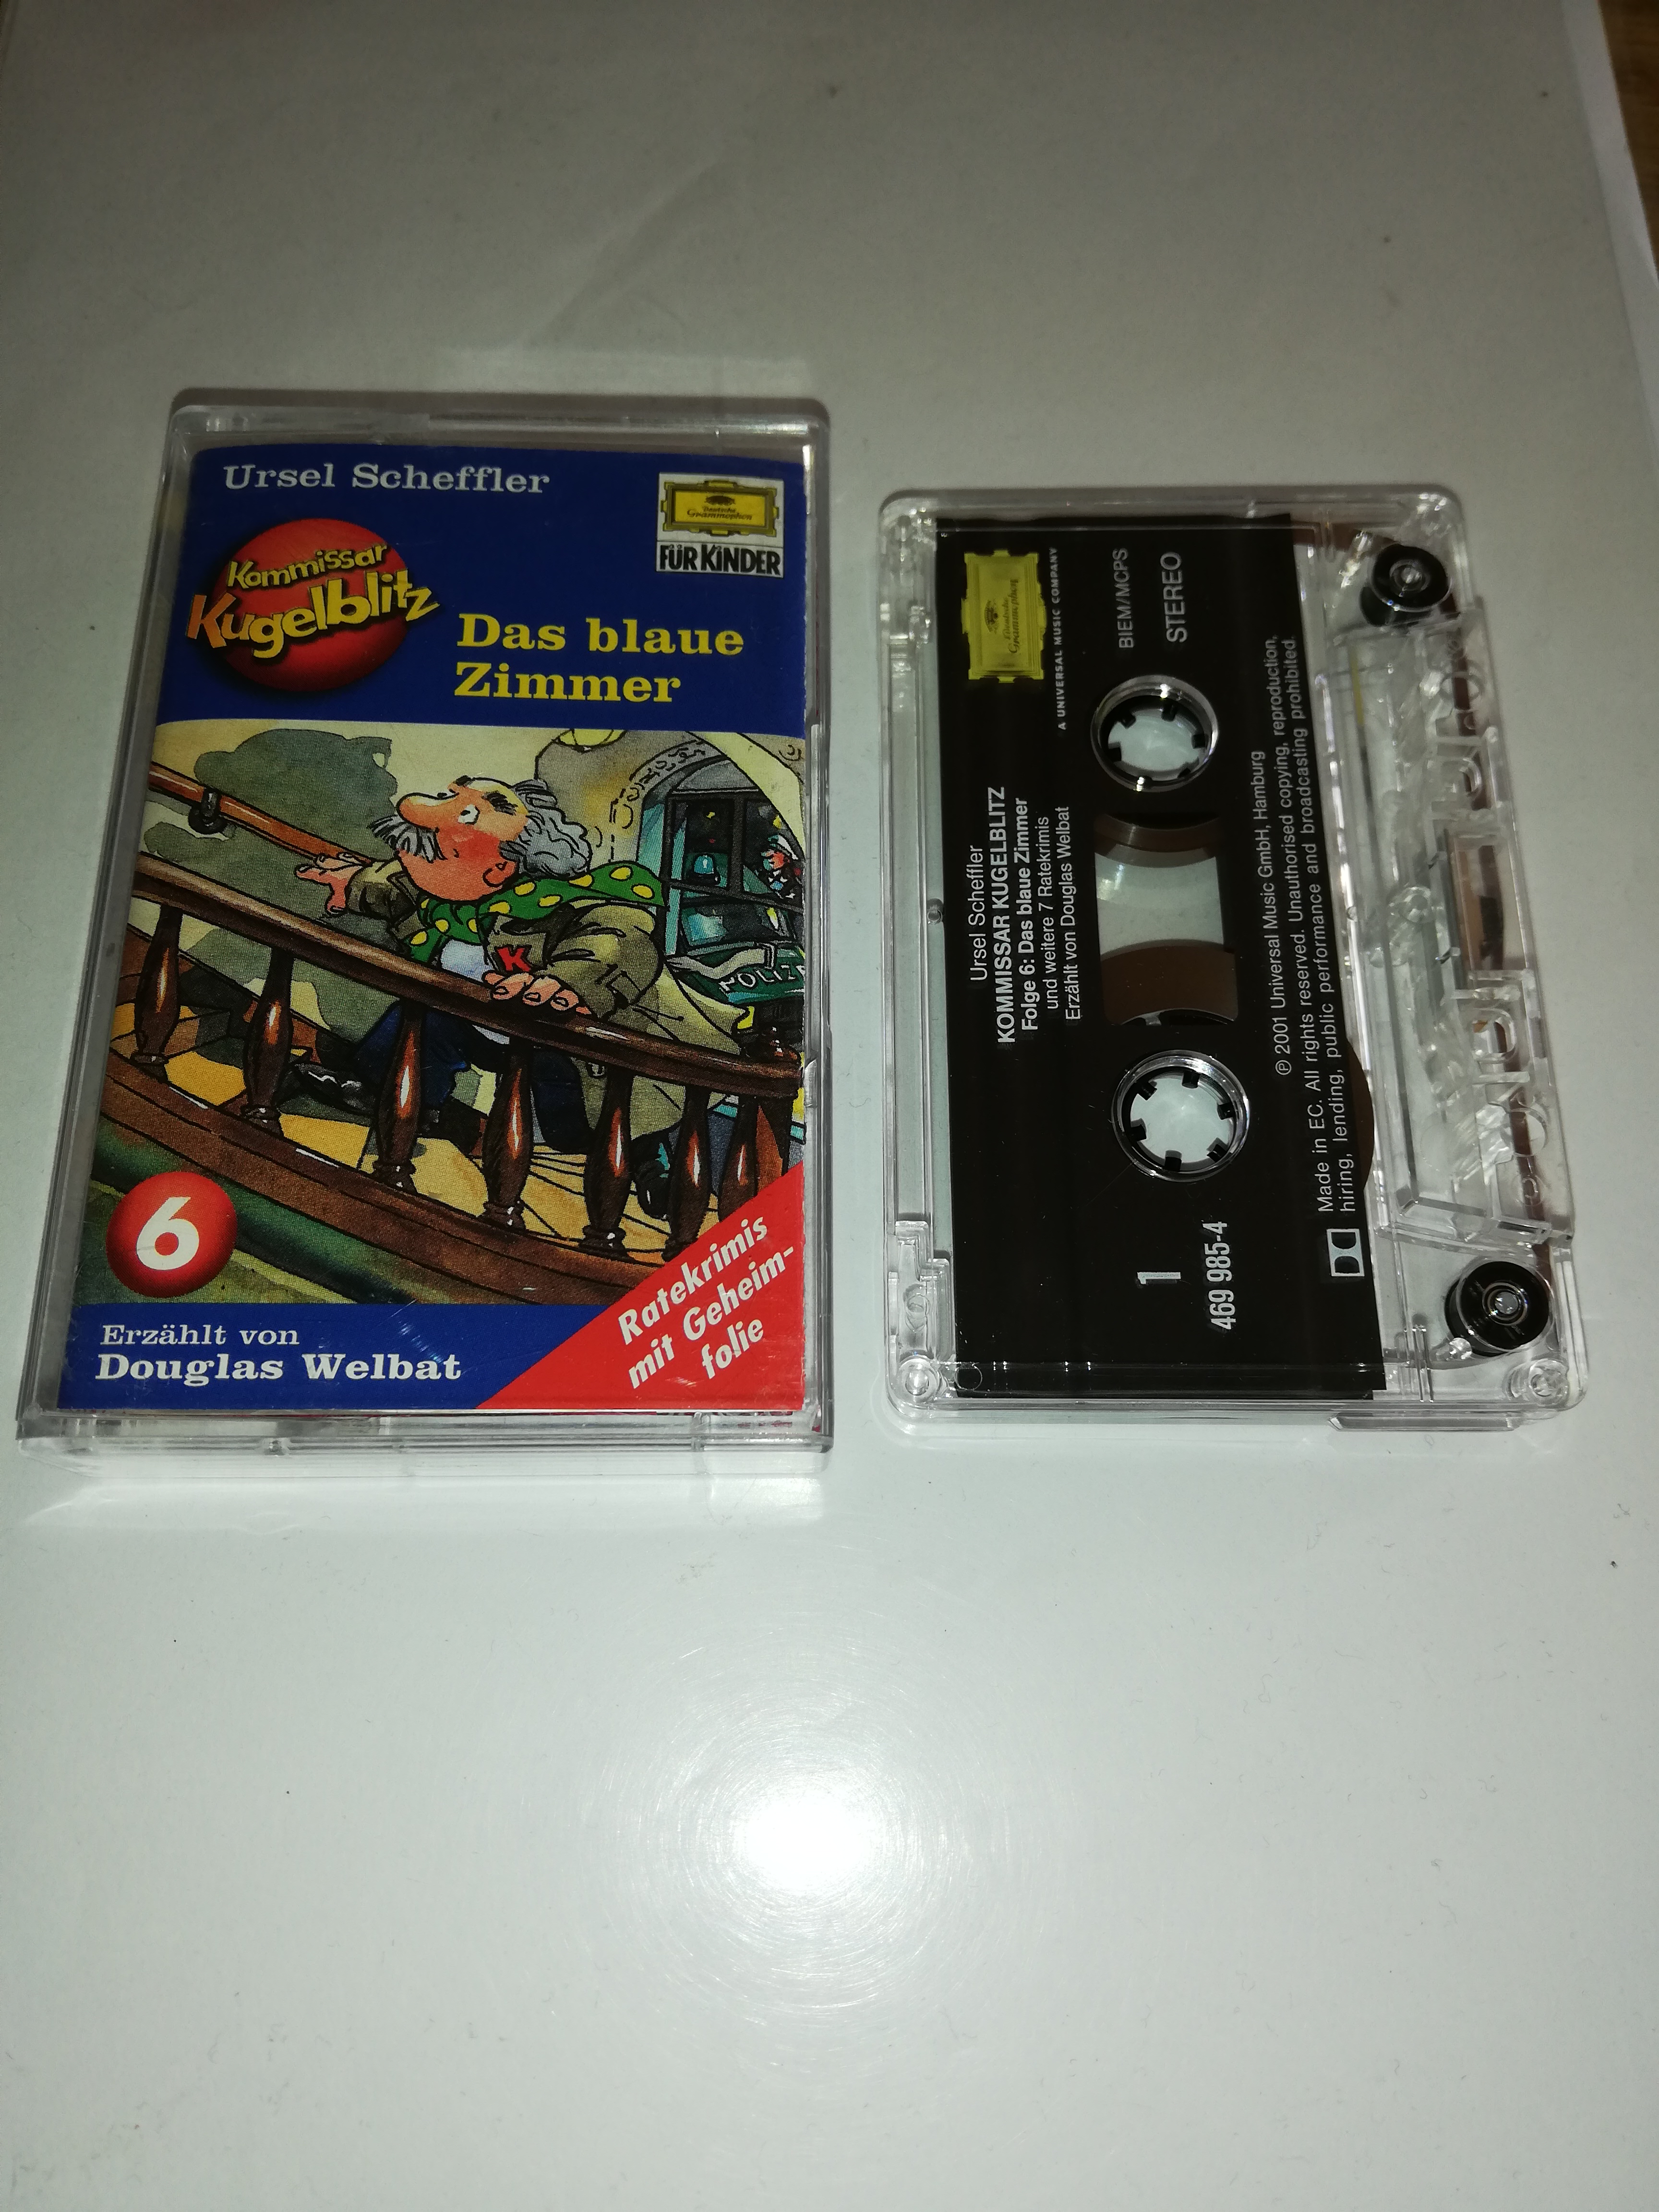 Ursel Scheffler
Deutsche
Grammophon
FÜR KINDER
Kommissar
Kugelblitz
Das blaue
Zimmer
K
POLIZE
6
Ratekrimis
mit Geheim-
folie
Erzählt von
Douglas Welbat
Deutsche
Grammophon
A UNIVERSAL MUSIC COMPANY
BIEM/MCPS
STEREO
Ursel Scheffler
KOMMISSAR KUGELBLITZ
Folge 6: Das blaue Zimmer
und weitere 7 Ratekrimis
Erzählt von Douglas Welbat
1
469 985-4
℗ 2001 Universal Music GmbH, Hamburg
Made in EC. All rights reserved. Unauthorised copying, reproduction,
hiring, lending, public performance and broadcasting prohibited.